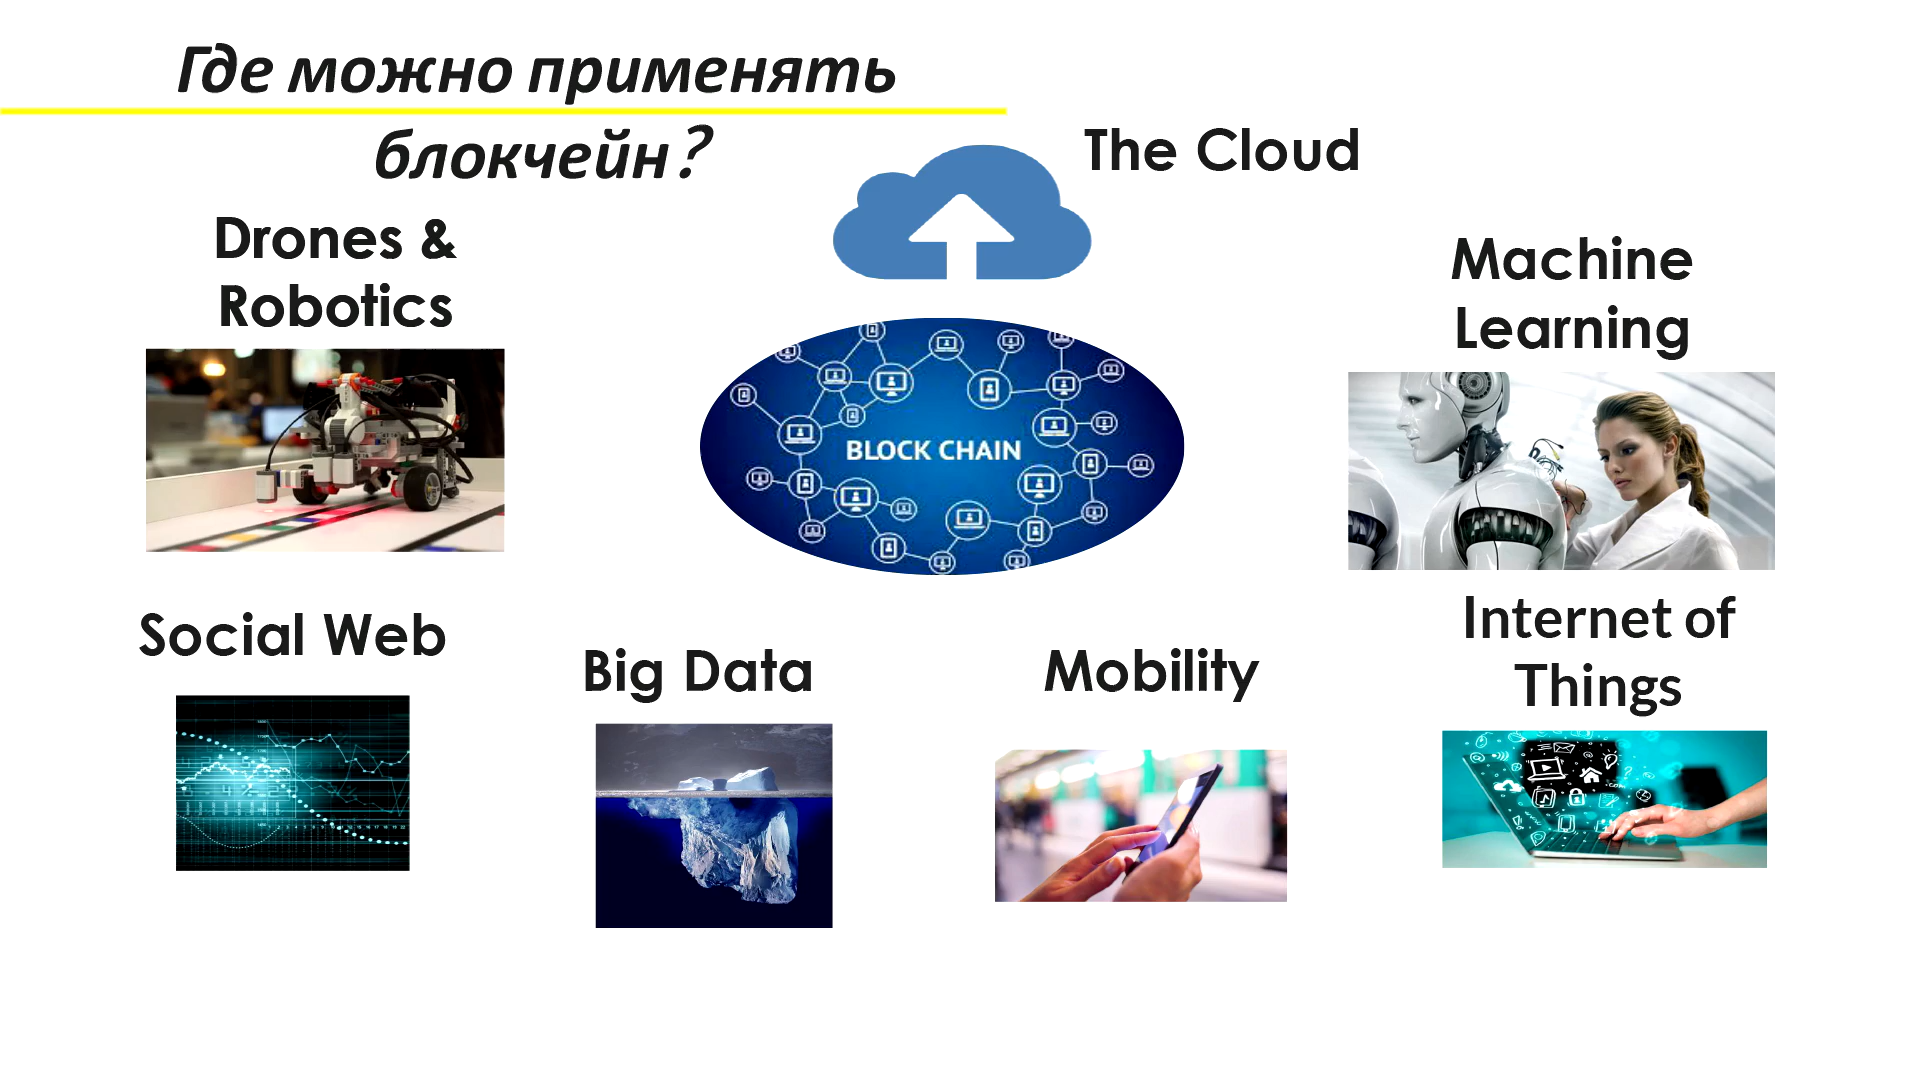 Где можно применять
блокчейн?
The Cloud
Drones &
Robotics
Machine
Learning
BLOCK CHAIN
Social Web
Big Data
Mobility
Internet of
Things